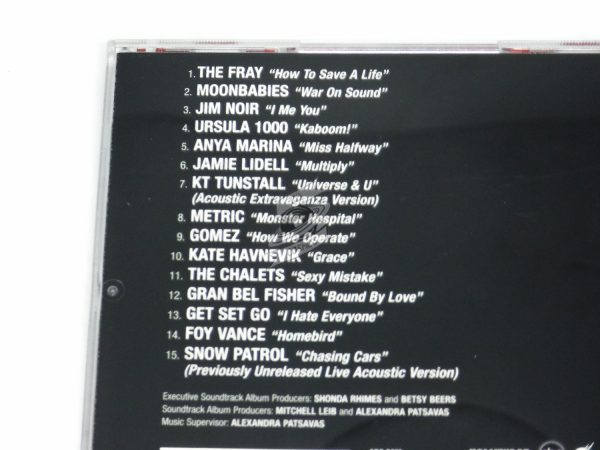 1. THE FRAY "How To Save A Life"
2. MOONBABIES "War On Sound"
3. JIM NOIR "I Me You"
4. URSULA 1000 "Kaboom!"
5. ANYA MARINA "Miss Halfway"
6. JAMIE LIDELL "Multiply"
7. KT TUNSTALL "Universe & U"
(Acoustic Extravaganza Version)
8. METRIC "Monster Hospital"
9. GOMEZ "How We Operate"
10. KATE HAVNEVIK "Grace"
11. THE CHALETS "Sexy Mistake"
12. GRAN BEL FISHER "Bound By Love"
13. GET SET GO "I Hate Everyone"
14. FOY VANCE "Homebird"
15. SNOW PATROL "Chasing Cars"
(Previously Unreleased Live Acoustic Version)
Executive Soundtrack Album Producers: SHONDA RHIMES and BETSY BEERS
Soundtrack Album Producers: MITCHELL LEIB and ALEXANDRA PATSAVAS
Music Supervisor: ALEXANDRA PATSAVAS